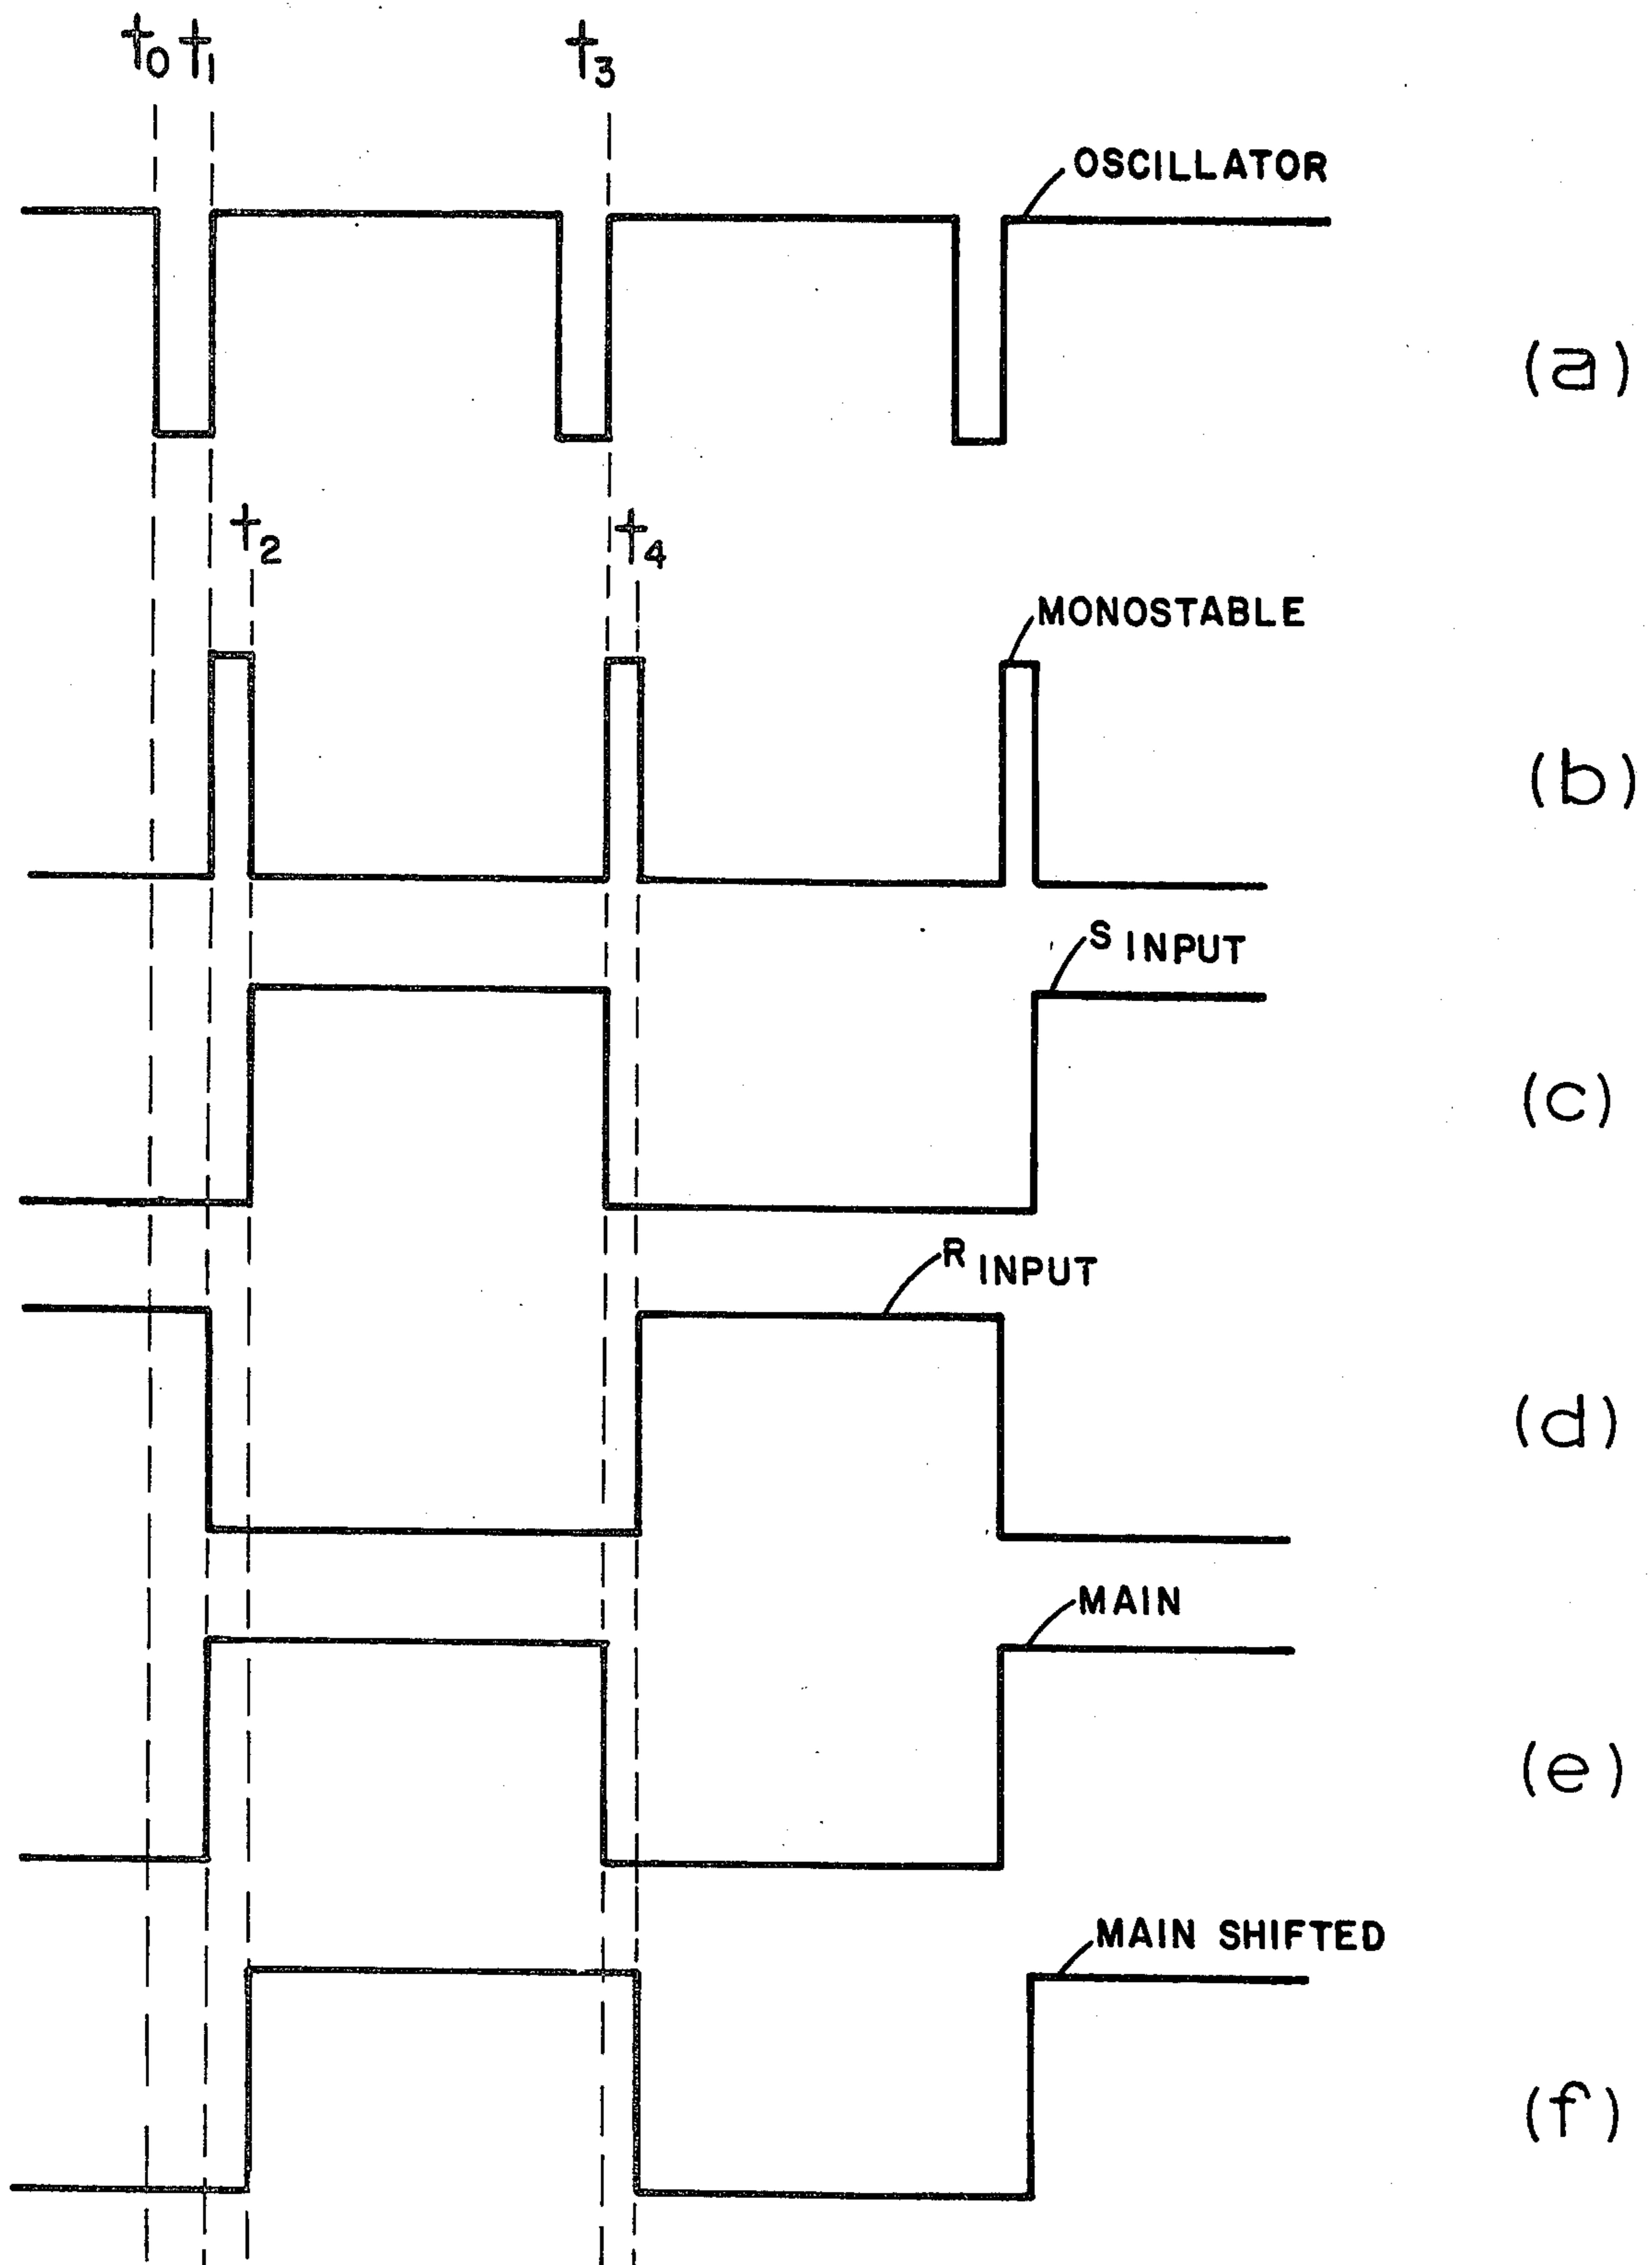 t0 t1 t3
OSCILLATOR
(a)
t2 t4
MONOSTABLE
(b)
S INPUT
(c)
R INPUT
(d)
MAIN
(e)
MAIN SHIFTED
(f)